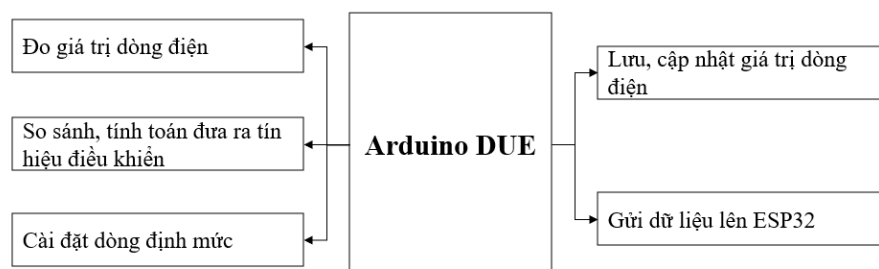 Đo giá trị dòng điện
So sánh, tính toán đưa ra tín
hiệu điều khiển
Cài đặt dòng định mức
Arduino DUE
Lưu, cập nhật giá trị dòng
điện
Gửi dữ liệu lên ESP32